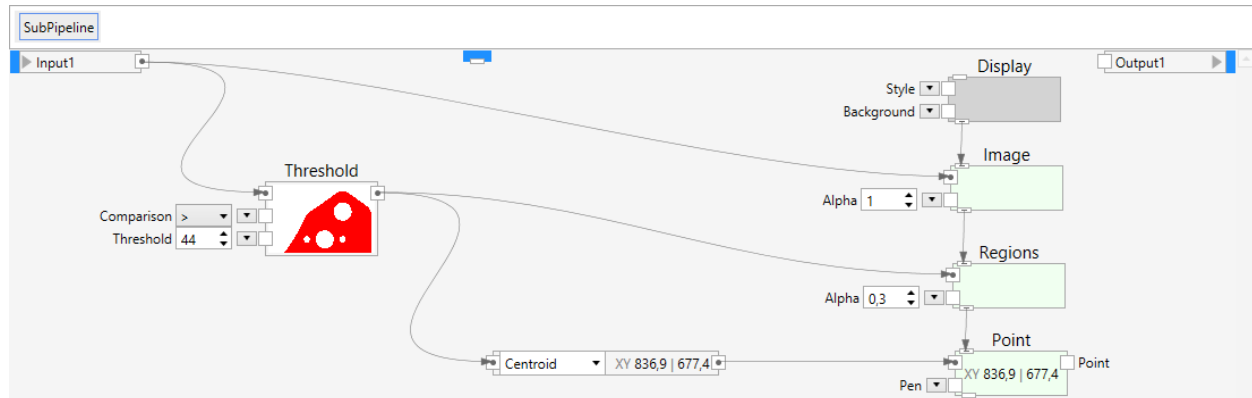 SubPipeline
Input1
Output1
Display
Style
Background
Image
Threshold
Alpha 1
Comparison >
Threshold 44
Regions
Alpha 0,3
Point
Centroid XY 836,9 | 677,4
XY 836,9 | 677,4 Point
Pen